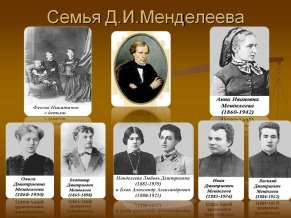 Семья Д.И.Менделеева
Феозва Никитична
с детьми
Анна Ивановна
Менделеева
(1860-1942)
Ольга
Дмитриевна
Менделеева
(1868-1950)
Владимир
Дмитриевич
Менделеев
Менделеева Любовь Дмитриевна
(1881-1939)
и Блок Александр Александрович
(1880-1921)
Иван
Дмитриевич
Менделеев
(1883-1936)
Василий
Дмитриевич
Менделеев
(1886-1922)